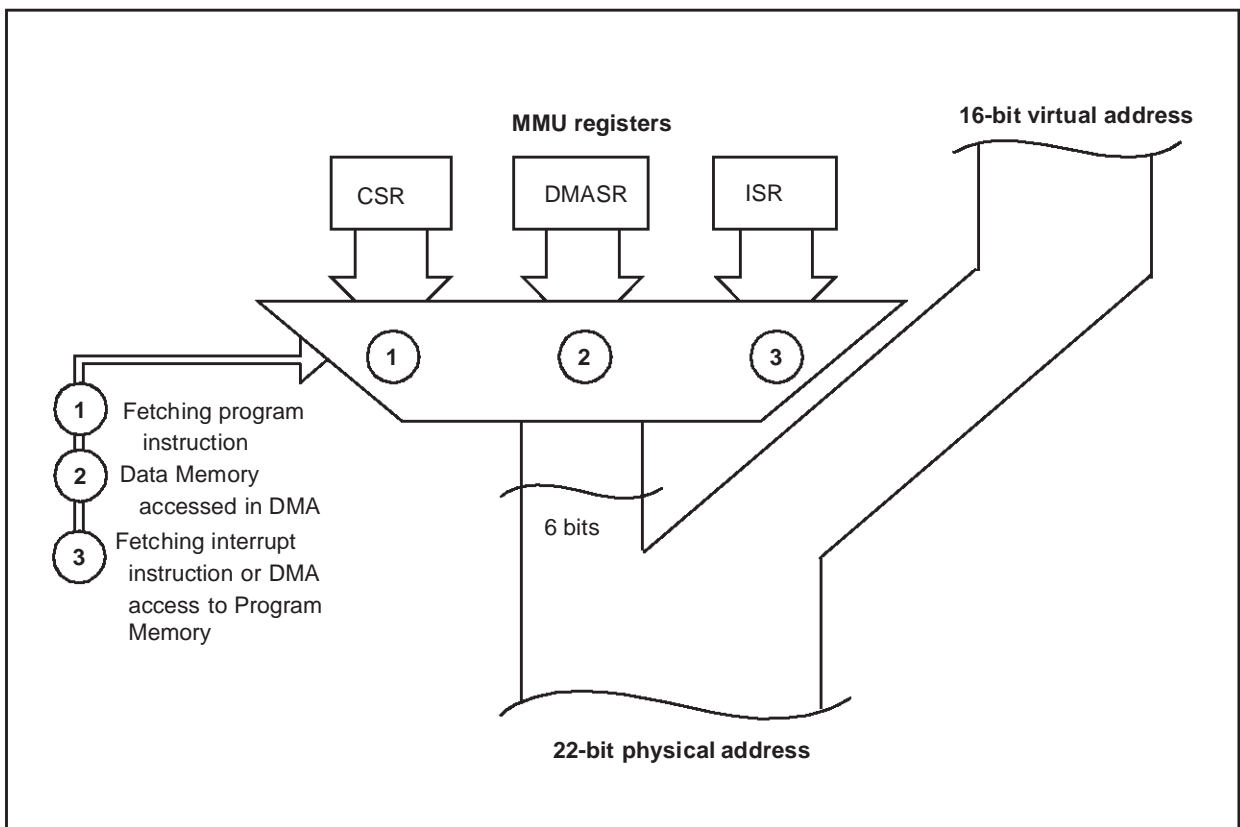 16-bit virtual address
MMU registers
CSR
DMASR
ISR
1
2
3
1
Fetching program
instruction
2
Data Memory
accessed in DMA
3
Fetching interrupt
instruction or DMA
access to Program
Memory
6 bits
22-bit physical address